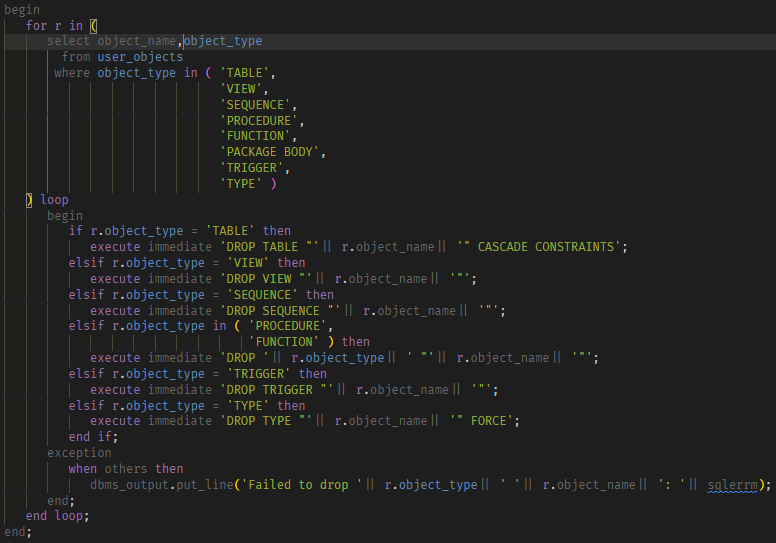 begin
for r in (
select object_name,object_type
from user_objects
where object_type in ( 'TABLE',
'VIEW',
'SEQUENCE',
'PROCEDURE',
'FUNCTION',
'PACKAGE BODY',
'TRIGGER',
'TYPE' )
) loop
begin
if r.object_type = 'TABLE' then
execute immediate 'DROP TABLE "'|| r.object_name|| '" CASCADE CONSTRAINTS';
elsif r.object_type = 'VIEW' then
execute immediate 'DROP VIEW "'|| r.object_name|| '"';
elsif r.object_type = 'SEQUENCE' then
execute immediate 'DROP SEQUENCE "'|| r.object_name|| '"';
elsif r.object_type in ( 'PROCEDURE',
'FUNCTION' ) then
execute immediate 'DROP '|| r.object_type|| ' "'|| r.object_name|| '"';
elsif r.object_type = 'TRIGGER' then
execute immediate 'DROP TRIGGER "'|| r.object_name|| '"';
elsif r.object_type = 'TYPE' then
execute immediate 'DROP TYPE "'|| r.object_name|| '" FORCE';
end if;
exception
when others then
dbms_output.put_line('Failed to drop '|| r.object_type|| ' '|| r.object_name|| ': '|| sqlerrm);
end;
end loop;
end;